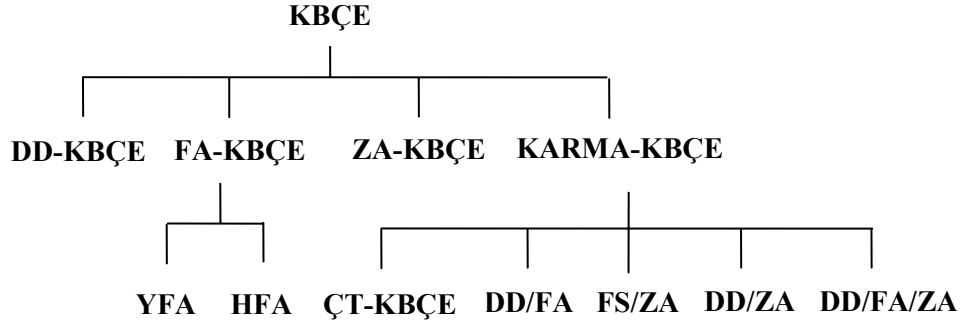 KBÇE
DD-KBÇE FA-KBÇE ZA-KBÇE KARMA-KBÇE
YFA HFA ÇT-KBÇE DD/FA FS/ZA DD/ZA DD/FA/ZA